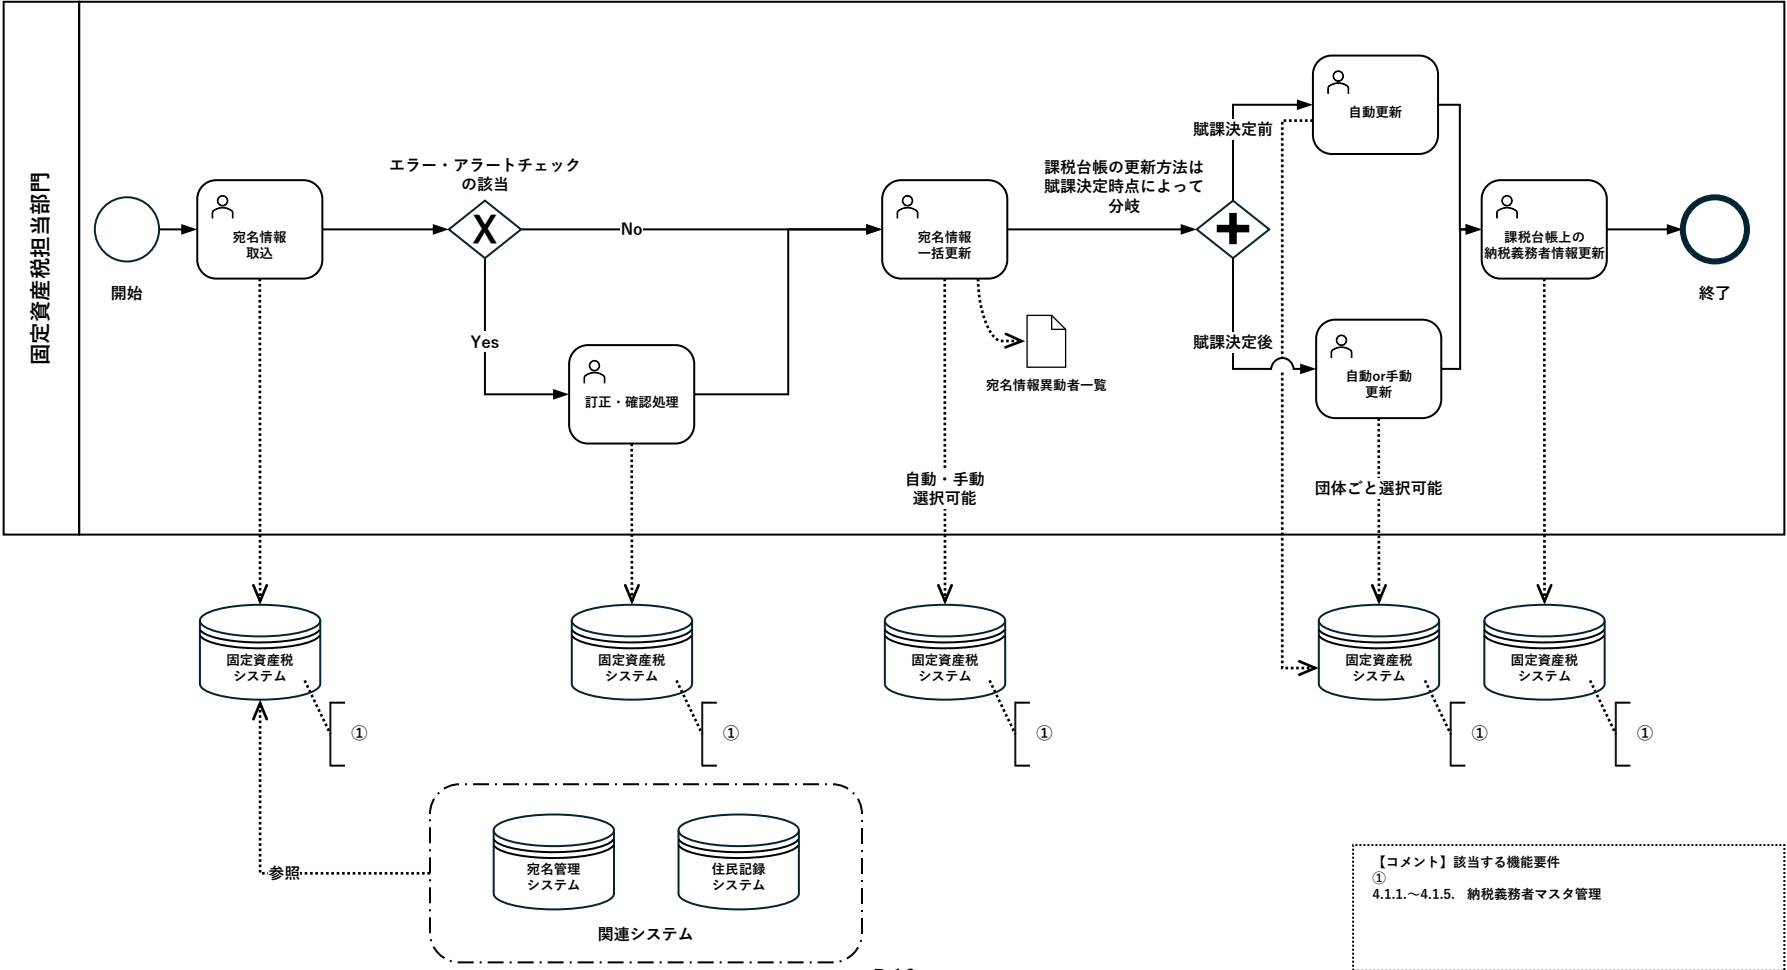 固定資産税担当部門
開始
宛名情報
取込
エラー・アラートチェック
の該当
X
No
Yes
訂正・確認処理
宛名情報
一括更新
宛名情報異動者一覧
自動・手動
選択可能
課税台帳の更新方法は
賦課決定時点によって
分岐
賦課決定前
賦課決定後
自動更新
自動or手動
更新
団体ごと選択可能
課税台帳上の
納税義務者情報更新
終了
固定資産税
システム
①
固定資産税
システム
①
固定資産税
システム
①
固定資産税
システム
①
固定資産税
システム
①
参照
宛名管理
システム
住民記録
システム
関連システム
【コメント】該当する機能要件
①
4.1.1.～4.1.5. 納税義務者マスタ管理